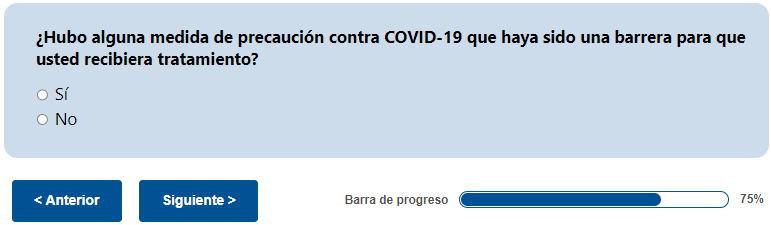 ¿Hubo alguna medida de precaución contra COVID-19 que haya sido una barrera para que
usted recibiera tratamiento?
Sí
No
< Anterior
Siguiente >
Barra de progreso
75%